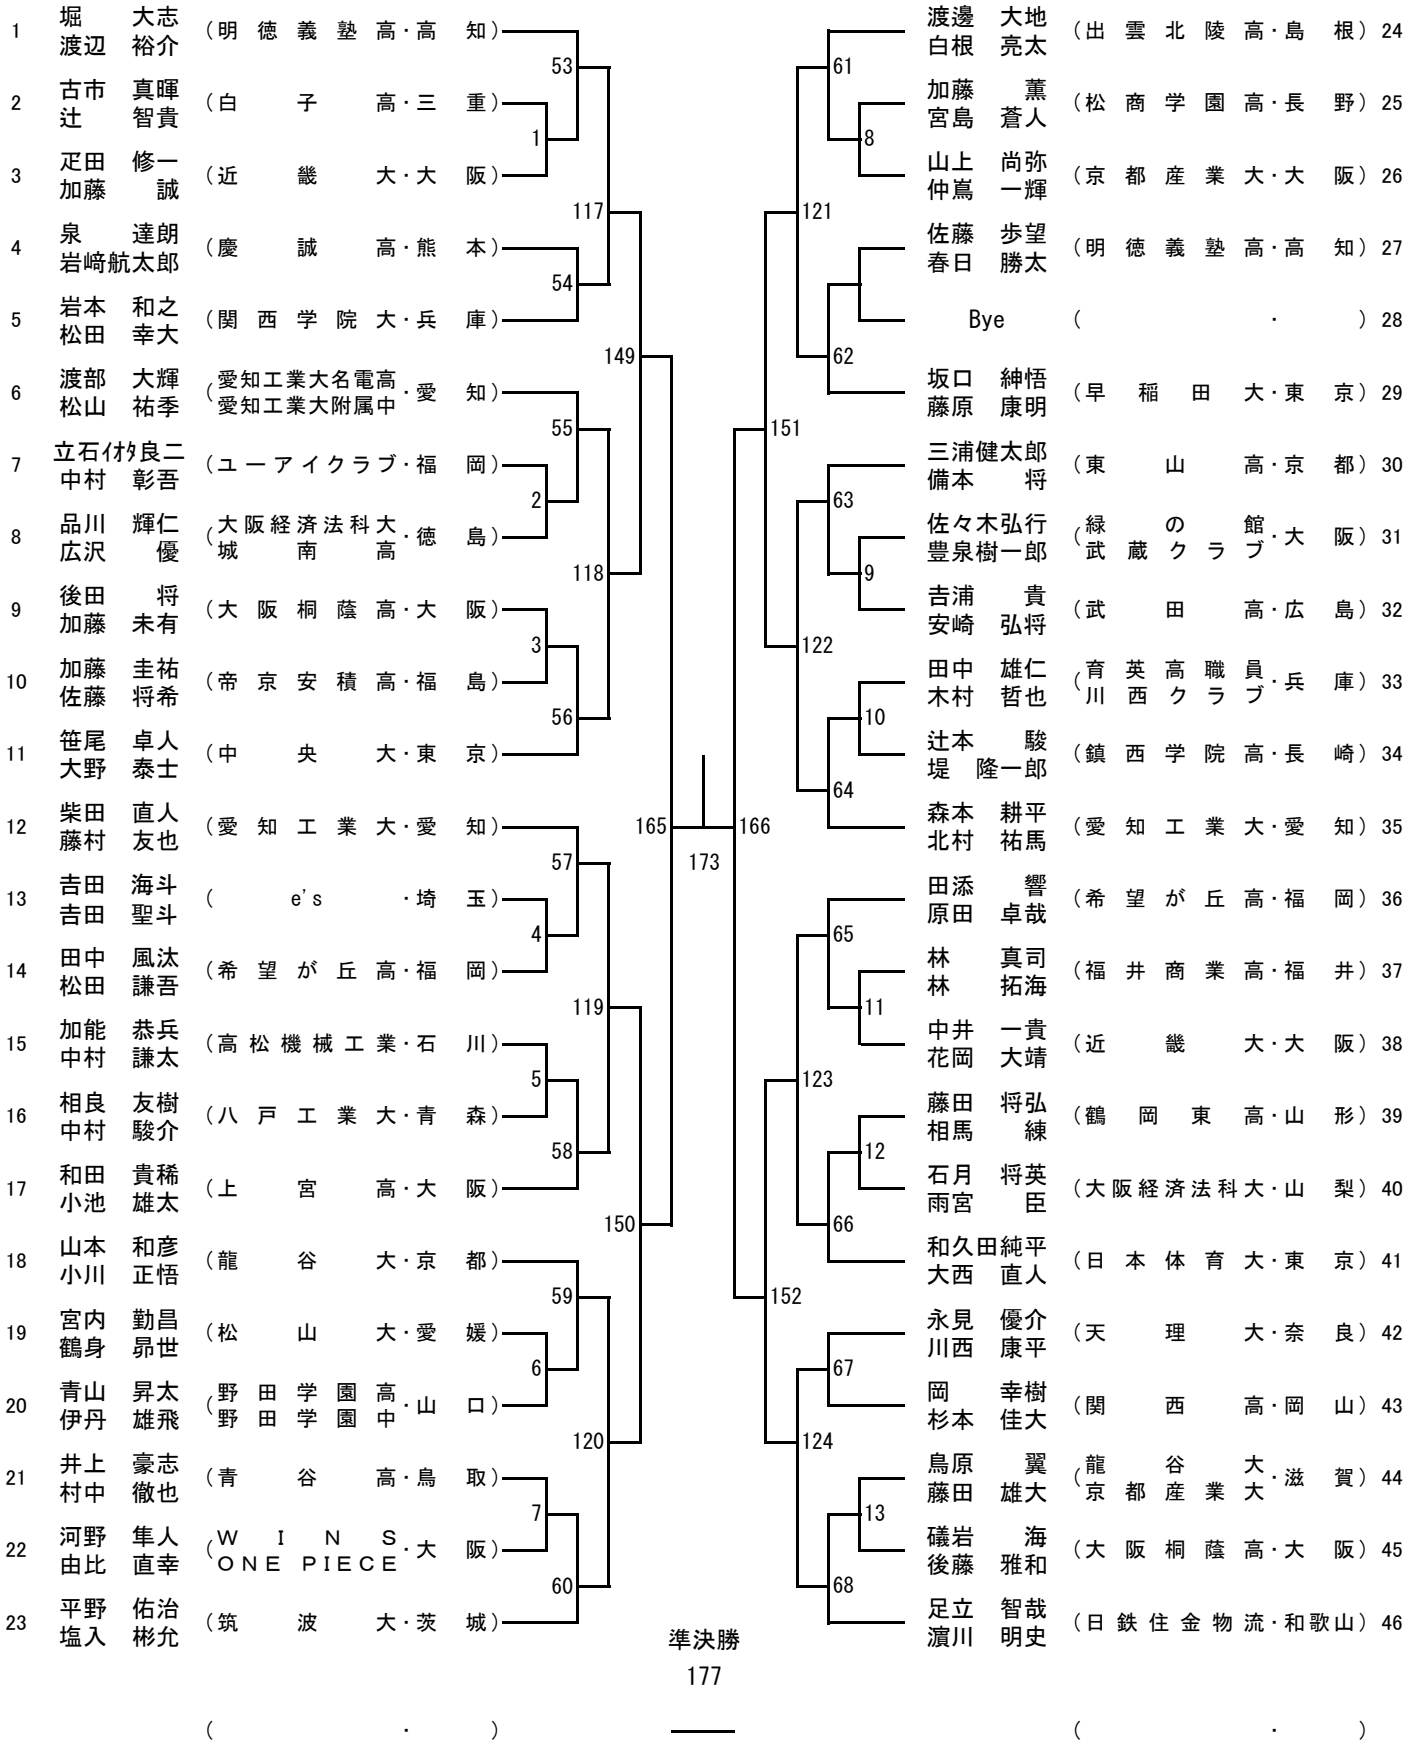 1 堀 大志 渡辺 裕介 (明徳義塾高・高知)
2 古市 真暉 辻 智貴 (白子高・三重)
3 疋田 修一 加藤 誠 (近畿大・大阪)
4 泉 達朗 岩﨑航太郎 (慶誠高・熊本)
5 岩本 和之 松田 幸大 (関西学院大・兵庫)
6 渡部 大輝 松山 祐季 (愛知工業大名電高 愛知工業大附属中・愛知)
7 立石ｲｵﾀ良二 中村 彰吾 (ユーアイクラブ・福岡)
8 品川 輝仁 広沢 優 (大阪経済法科大 城南高・徳島)
9 後田 将 加藤 未有 (大阪桐蔭高・大阪)
10 加藤 圭祐 佐藤 将希 (帝京安積高・福島)
11 笹尾 卓人 大野 泰士 (中央大・東京)
12 柴田 直人 藤村 友也 (愛知工業大・愛知)
13 吉田 海斗 吉田 聖斗 (e's・埼玉)
14 田中 風汰 松田 謙吾 (希望が丘高・福岡)
15 加能 恭兵 中村 謙太 (高松機械工業・石川)
16 相良 友樹 中村 駿介 (八戸工業大・青森)
17 和田 貴稀 小池 雄太 (上宮高・大阪)
18 山本 和彦 小川 正悟 (龍谷大・京都)
19 宮内 勤昌 鶴身 昴世 (松山大・愛媛)
20 青山 昇太 伊丹 雄飛 (野田学園高 野田学園中・山口)
21 井上 豪志 村中 徹也 (青谷高・鳥取)
22 河野 隼人 由比 直幸 (WINS ONE PIECE・大阪)
23 平野 佑治 塩入 彬允 (筑波大・茨城)
(・)
53
1
117
54
149
55
2
118
3
56
165
57
4
119
5
58
150
59
6
120
7
60
173
準決勝
177
61
8
121
62
151
63
9
122
10
64
166
65
11
123
12
66
152
67
124
13
68
渡邊 大地 白根 亮太 (出雲北陵高・島根) 24
加藤 薫 宮島 蒼人 (松商学園高・長野) 25
山上 尚弥 仲嶌 一輝 (京都産業大・大阪) 26
佐藤 歩望 春日 勝太 (明徳義塾高・高知) 27
Bye (・) 28
坂口 紳悟 藤原 康明 (早稲田大・東京) 29
三浦健太郎 備本 将 (東山高・京都) 30
佐々木弘行 豊泉樹一郎 (緑の館 武蔵クラブ・大阪) 31
吉浦 貴 安崎 弘将 (武田高・広島) 32
田中 雄仁 木村 哲也 (育英高職員 川西クラブ・兵庫) 33
辻本 駿 堤 隆一郎 (鎮西学院高・長崎) 34
森本 耕平 北村 祐馬 (愛知工業大・愛知) 35
田添 響 原田 卓哉 (希望が丘高・福岡) 36
林 真司 林 拓海 (福井商業高・福井) 37
中井 一貴 花岡 大靖 (近畿大・大阪) 38
藤田 将弘 相馬 練 (鶴岡東高・山形) 39
石月 将英 雨宮 臣 (大阪経済法科大・山梨) 40
和久田純平 大西 直人 (日本体育大・東京) 41
永見 優介 川西 康平 (天理大・奈良) 42
岡 幸樹 杉本 佳大 (関西高・岡山) 43
鳥原 翼 藤田 雄大 (龍谷大 京都産業大・滋賀) 44
礒岩 海 後藤 雅和 (大阪桐蔭高・大阪) 45
足立 智哉 濵川 明史 (日鉄住金物流・和歌山) 46
(・)